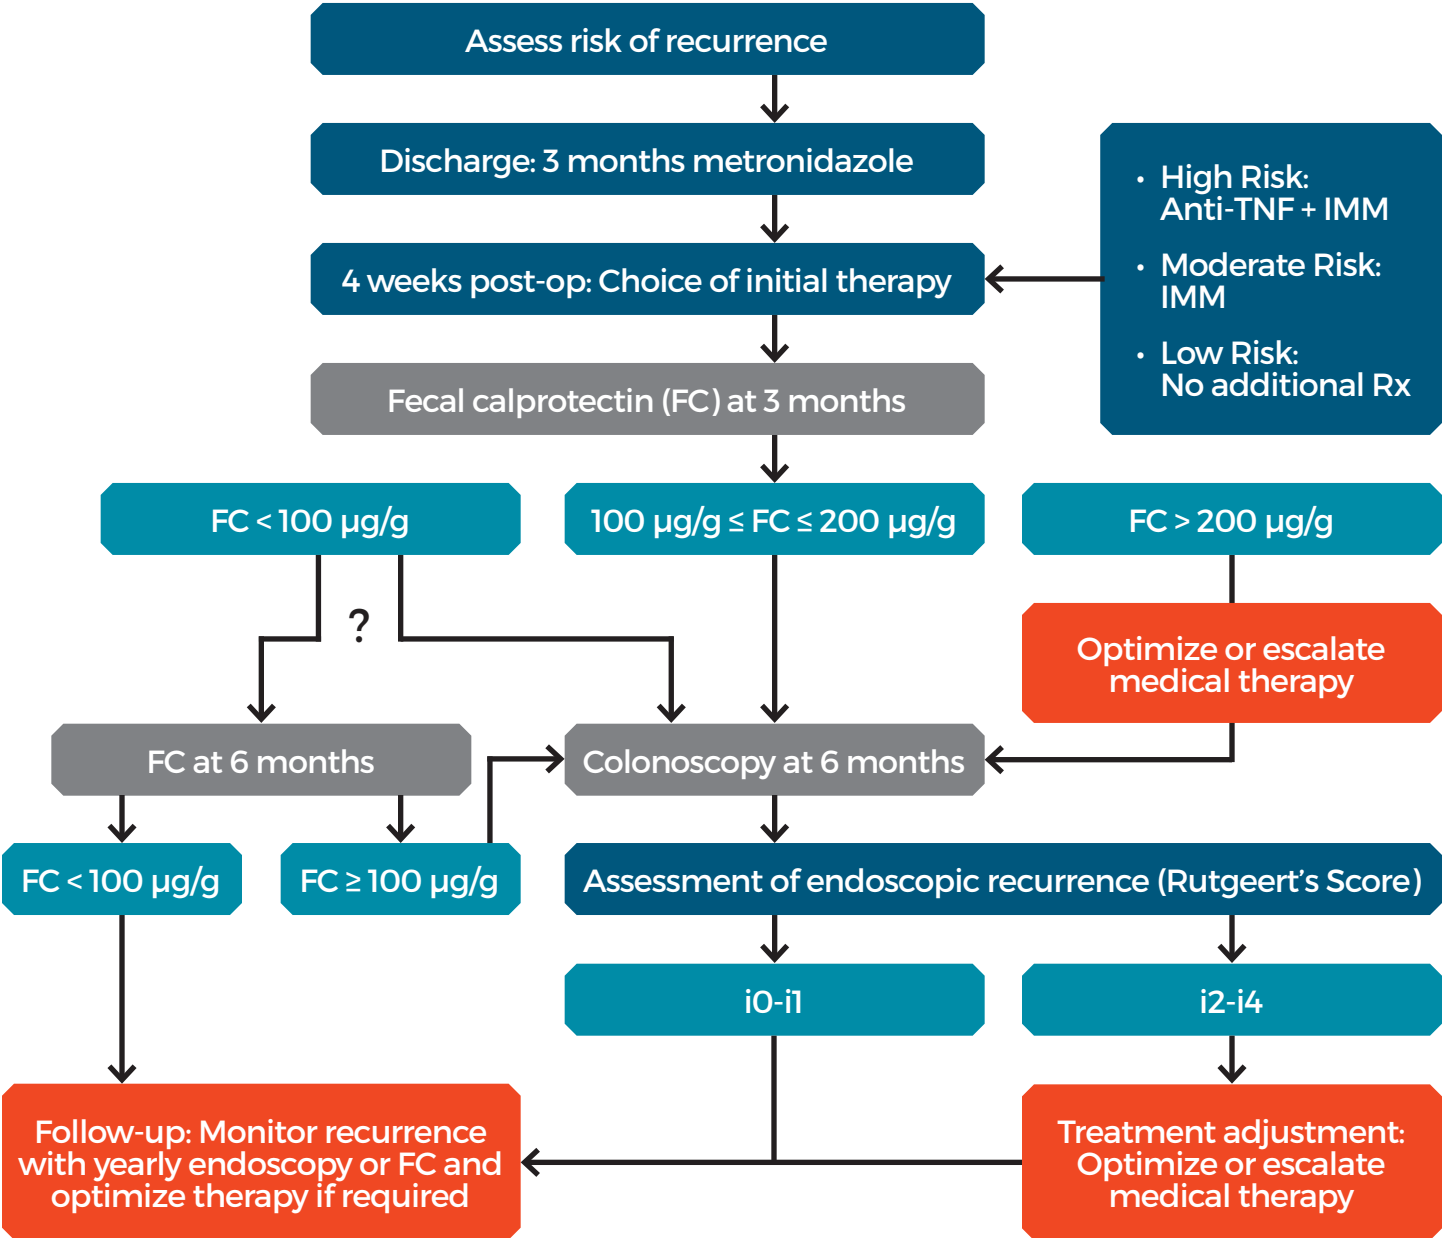 Assess risk of recurrence
Discharge: 3 months metronidazole
4 weeks post-op: Choice of initial therapy
• High Risk:
Anti-TNF + IMM
• Moderate Risk:
IMM
• Low Risk:
No additional Rx
Fecal calprotectin (FC) at 3 months
FC < 100 µg/g
100 µg/g ≤ FC ≤ 200 µg/g
FC > 200 µg/g
?
Optimize or escalate
medical therapy
FC at 6 months
Colonoscopy at 6 months
FC < 100 µg/g
FC ≥ 100 µg/g
Assessment of endoscopic recurrence (Rutgeert’s Score)
i0-i1
i2-i4
Follow-up: Monitor recurrence
with yearly endoscopy or FC and
optimize therapy if required
Treatment adjustment:
Optimize or escalate
medical therapy